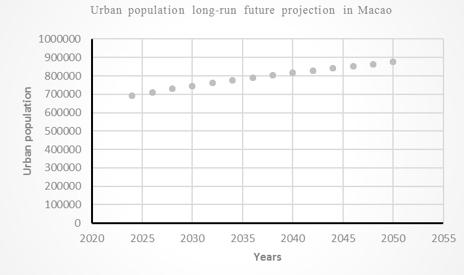 Urban population long-run future projection in Macao
1000000
900000
800000
700000
600000
500000
400000
300000
200000
100000
0
Urban population
2020 2025 2030 2035 2040 2045 2050 2055
Years